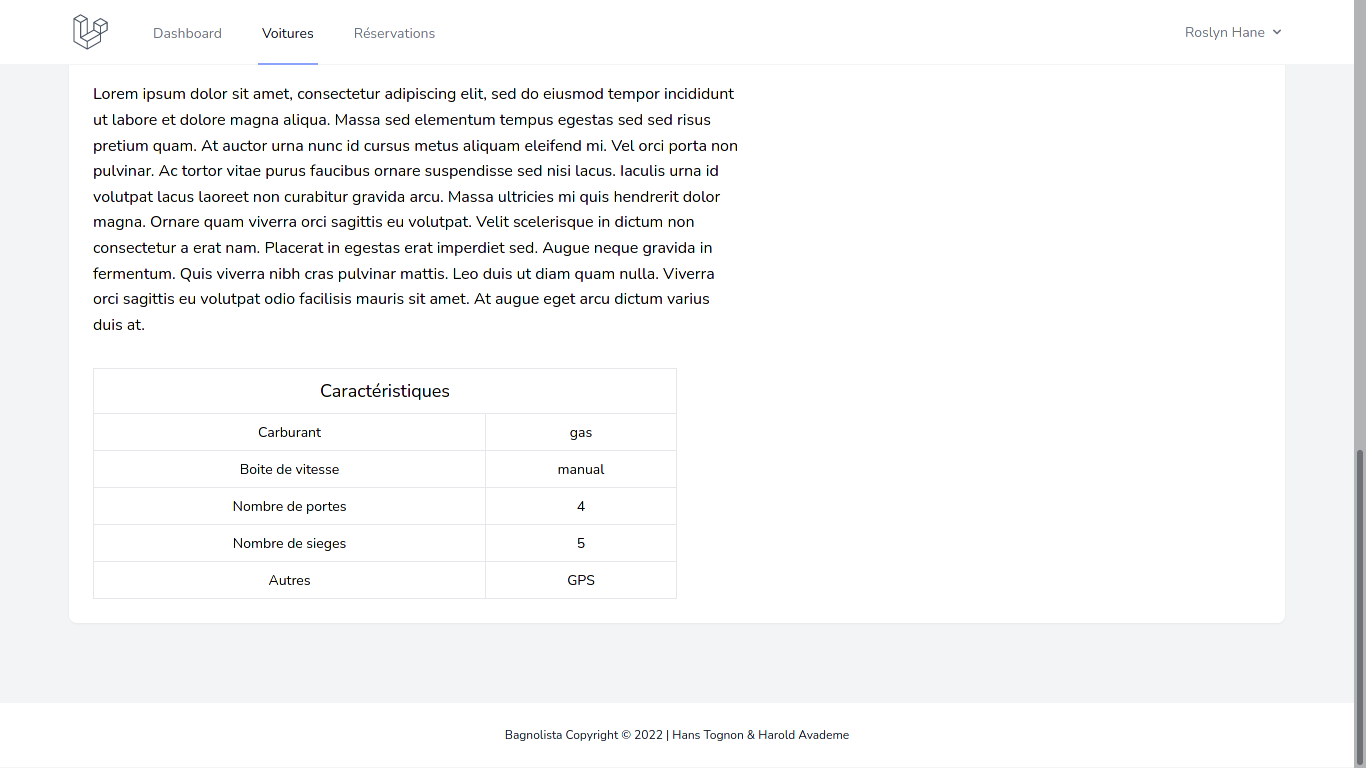 Dashboard Voitures Réservations Roslyn Hane
Lorem ipsum dolor sit amet, consectetur adipiscing elit, sed do eiusmod tempor incididunt
ut labore et dolore magna aliqua. Massa sed elementum tempus egestas sed sed risus
pretium quam. At auctor urna nunc id cursus metus aliquam eleifend mi. Vel orci porta non
pulvinar. Ac tortor vitae purus faucibus ornare suspendisse sed nisi lacus. Iaculis urna id
volutpat lacus laoreet non curabitur gravida arcu. Massa ultricies mi quis hendrerit dolor
magna. Ornare quam viverra orci sagittis eu volutpat. Velit scelerisque in dictum non
consectetur a erat nam. Placerat in egestas erat imperdiet sed. Augue neque gravida in
fermentum. Quis viverra nibh cras pulvinar mattis. Leo duis ut diam quam nulla. Viverra
orci sagittis eu volutpat odio facilisis mauris sit amet. At augue eget arcu dictum varius
duis at.
Caractéristiques
Carburant gas
Boite de vitesse manual
Nombre de portes 4
Nombre de sieges 5
Autres GPS
Bagnolista Copyright © 2022 | Hans Tognon & Harold Avademe